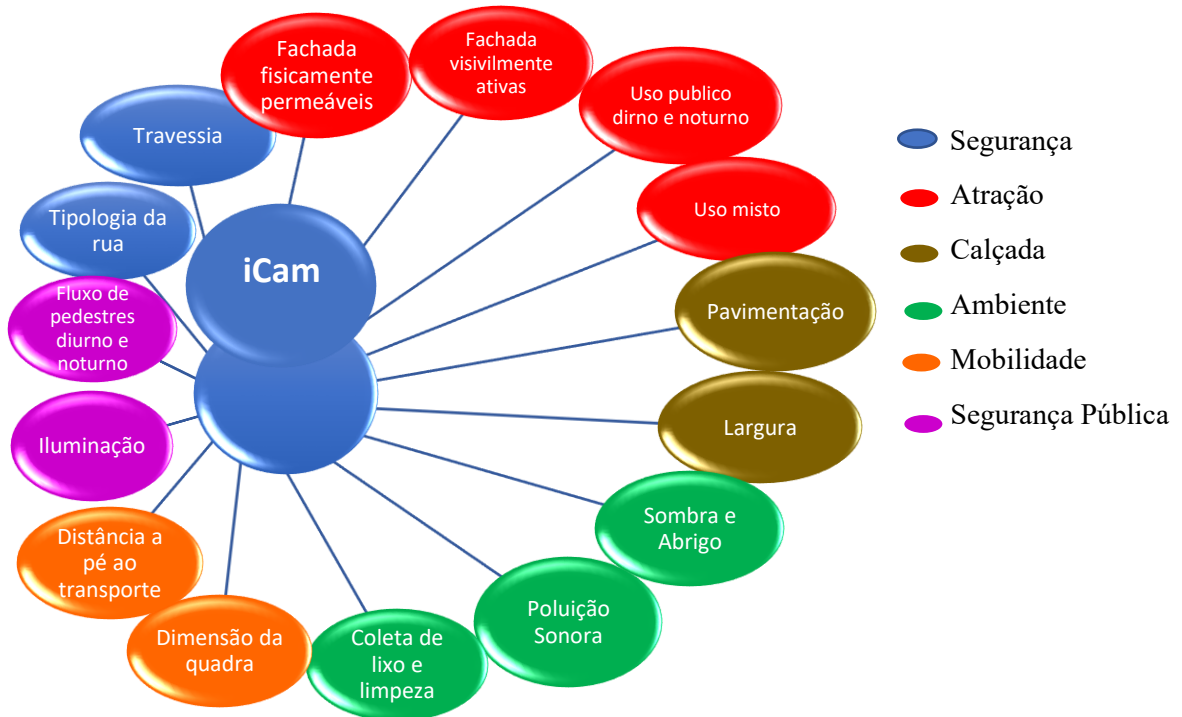 Fachada
fisicamente
permeáveis
Fachada
visivilmente
ativas
Uso publico
dirno e noturno
Uso misto
Pavimentação
Largura
Sombra e
Abrigo
Poluição
Sonora
Coleta de
lixo e
limpeza
Dimensão da
quadra
Distância a
pé ao
transporte
Iluminação
Fluxo de
pedestres
diurno e
noturno
Tipologia da
rua
Travessia
iCam
Segurança
Atração
Calçada
Ambiente
Mobilidade
Segurança Pública